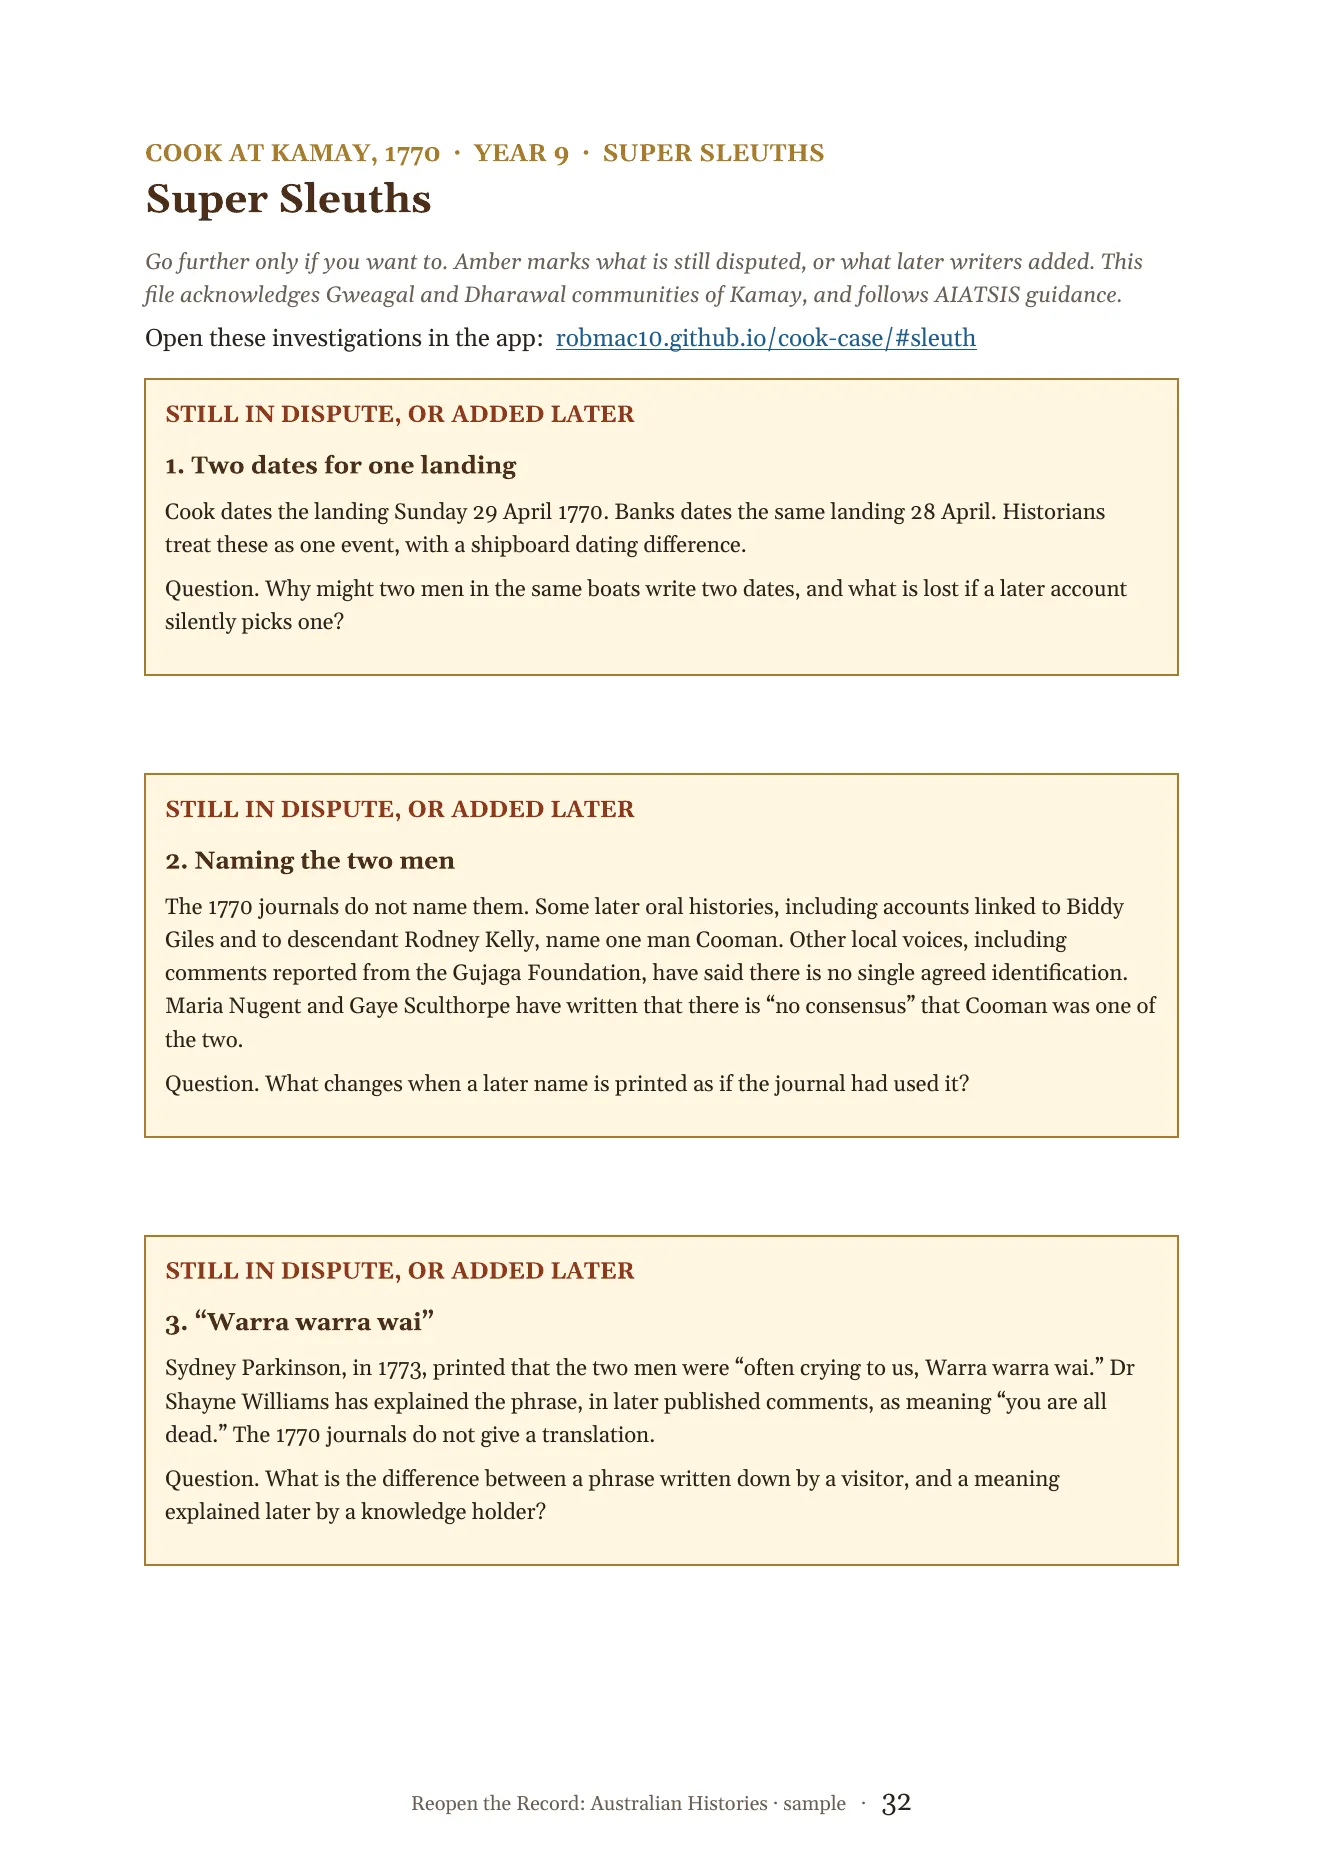 COOK AT KAMAY, 1770 · YEAR 9 · SUPER SLEUTHS
Super Sleuths
Go further only if you want to. Amber marks what is still disputed, or what later writers added. This
file acknowledges Gweagal and Dharawal communities of Kamay, and follows AIATSIS guidance.
Open these investigations in the app: robmac10.github.io/cook-case/#sleuth
STILL IN DISPUTE, OR ADDED LATER
1. Two dates for one landing
Cook dates the landing Sunday 29 April 1770. Banks dates the same landing 28 April. Historians
treat these as one event, with a shipboard dating difference.
Question. Why might two men in the same boats write two dates, and what is lost if a later account
silently picks one?
STILL IN DISPUTE, OR ADDED LATER
2. Naming the two men
The 1770 journals do not name them. Some later oral histories, including accounts linked to Biddy
Giles and to descendant Rodney Kelly, name one man Cooman. Other local voices, including
comments reported from the Gujaga Foundation, have said there is no single agreed identification.
Maria Nugent and Gaye Sculthorpe have written that there is “no consensus” that Cooman was one of
the two.
Question. What changes when a later name is printed as if the journal had used it?
STILL IN DISPUTE, OR ADDED LATER
3. “Warra warra wai”
Sydney Parkinson, in 1773, printed that the two men were “often crying to us, Warra warra wai.” Dr
Shayne Williams has explained the phrase, in later published comments, as meaning “you are all
dead.” The 1770 journals do not give a translation.
Question. What is the difference between a phrase written down by a visitor, and a meaning
explained later by a knowledge holder?
Reopen the Record: Australian Histories · sample · 32